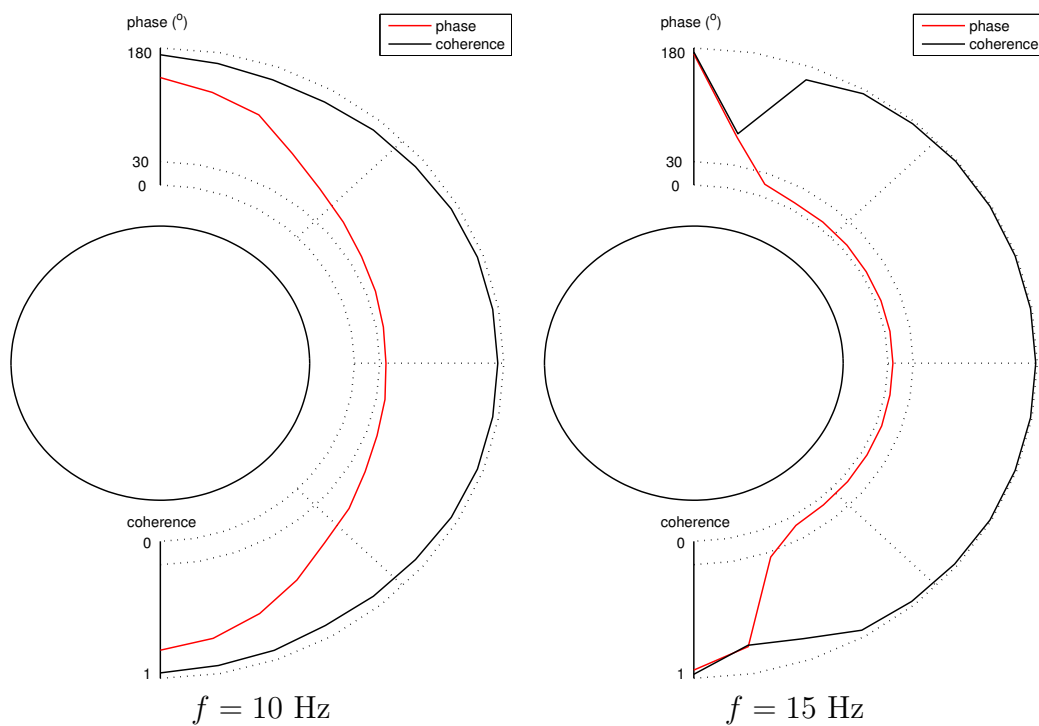 phase (°)
phase
coherence
180
30
0
coherence
0
1
f = 10 Hz
phase (°)
phase
coherence
180
30
0
coherence
0
1
f = 15 Hz